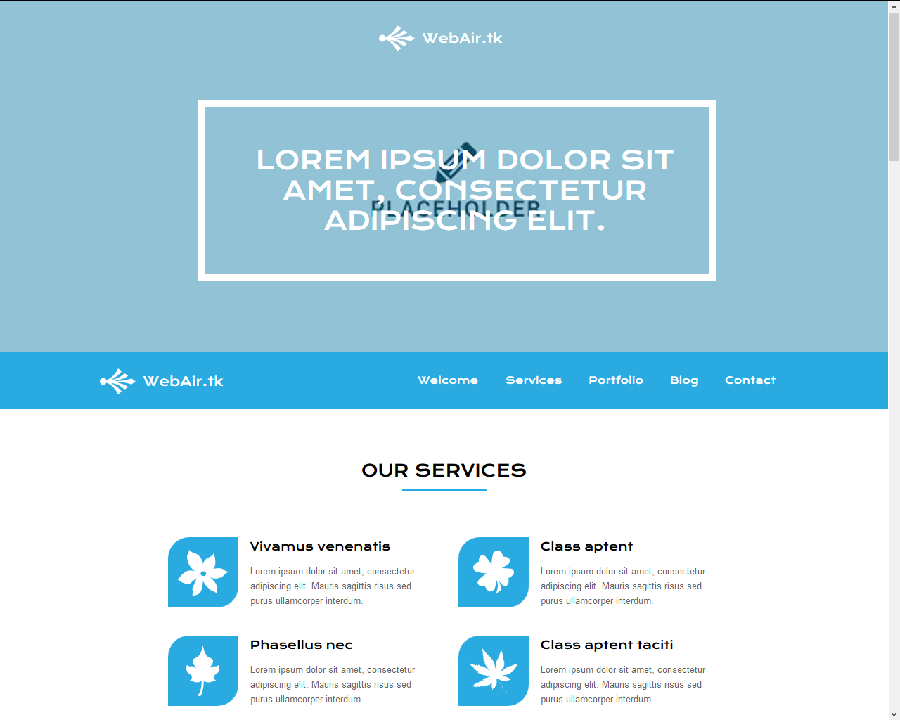 WebAir.tk
LOREM IPSUM DOLOR SIT
AMET, CONSECTETUR
PLACEHOLDER
ADIPISCING ELIT.
WebAir.tk
Welcome Services Portfolio Blog Contact
OUR SERVICES
Vivamus venenatis
Lorem ipsum dolor sit amet, consectetur
adipiscing elit. Mauris sagittis risus sed
purus ullamcorper interdum.
Class aptent
Lorem ipsum dolor sit amet, consectetur
adipiscing elit. Mauris sagittis risus sed
purus ullamcorper interdum.
Phasellus nec
Lorem ipsum dolor sit amet, consectetur
adipiscing elit. Mauris sagittis risus sed
purus ullamcorper interdum.
Class aptent taciti
Lorem ipsum dolor sit amet, consectetur
adipiscing elit. Mauris sagittis risus sed
purus ullamcorper interdum.